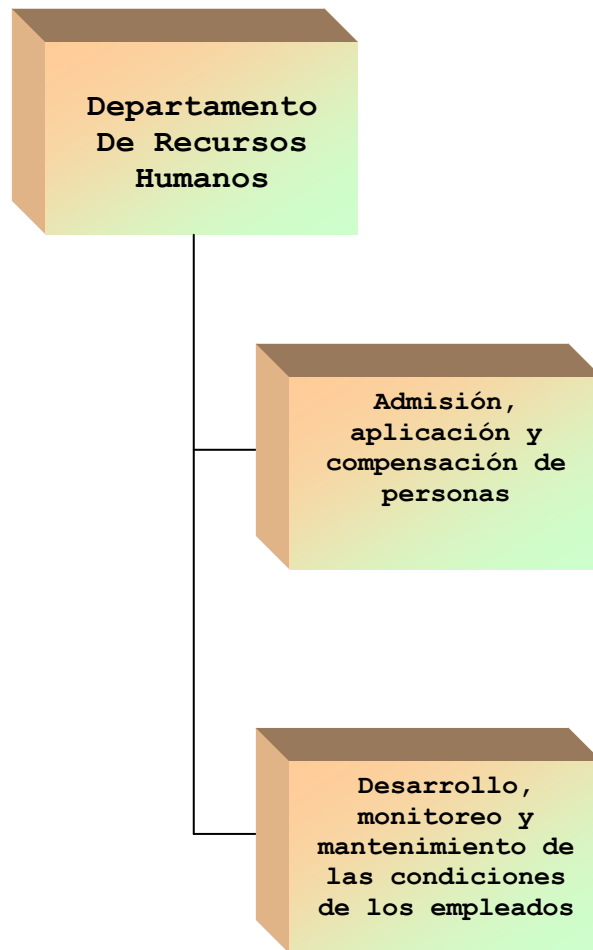 Departamento
De Recursos
Humanos
Admisión,
aplicación y
compensación de
personas
Desarrollo,
monitoreo y
mantenimiento de
las condiciones
de los empleados